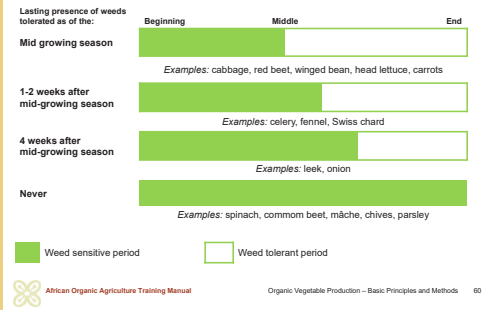 Lasting presence of weeds
tolerated as of the:
Beginning Middle End
Mid growing season
Examples: cabbage, red beet, winged bean, head lettuce, carrots
1-2 weeks after
mid-growing season
Examples: celery, fennel, Swiss chard
4 weeks after
mid-growing season
Examples: leek, onion
Never
Examples: spinach, commom beet, mâche, chives, parsley
Weed sensitive period Weed tolerant period
African Organic Agriculture Training Manual Organic Vegetable Production – Basic Principles and Methods 60